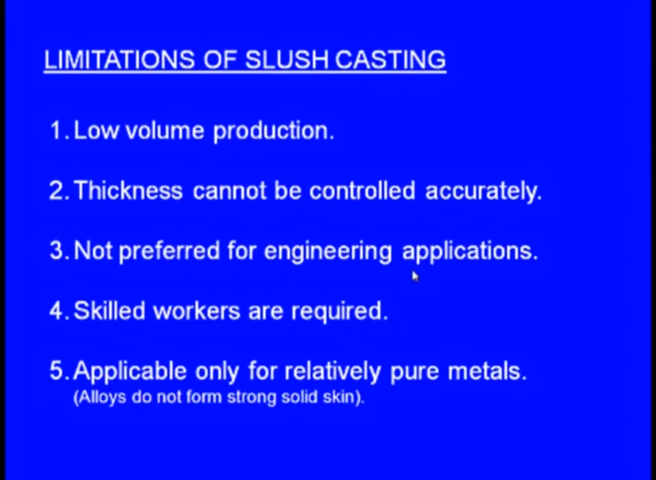 LIMITATIONS OF SLUSH CASTING
1. Low volume production.
2. Thickness cannot be controlled accurately.
3. Not preferred for engineering applications.
4. Skilled workers are required.
5. Applicable only for relatively pure metals.
(Alloys do not form strong solid skin).